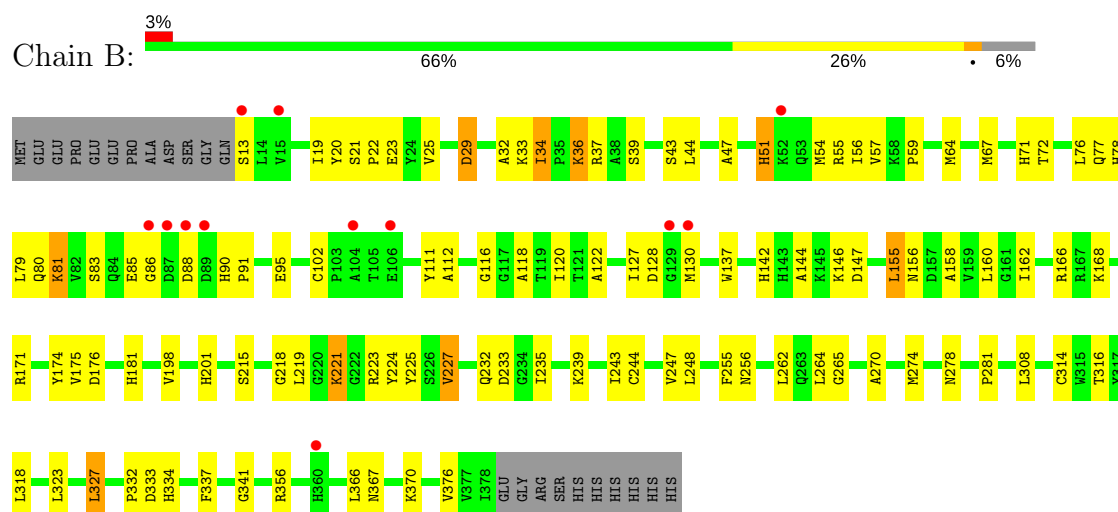 3%
Chain B:
66% 26% • 6%
MET GLU GLU PRO GLU GLU PRO ALA ASP SER GLY GLN S13 L14 V15 I19 Y20 S21 P22 E23 Y24 V25 D29 A32 K33 I34 P35 K36 R37 A38 S39 S43 L44 A47 H51 K52 Q53 M54 R55 I56 V57 K58 P59 M64 M67 H71 T72 L76 Q77 H78
L79 Q80 K81 V82 S83 Q84 E85 G86 D87 D88 D89 H90 P91 E95 C102 P103 A104 T105 E106 Y111 A112 G116 G117 A118 T119 I120 T121 A122 I127 D128 G129 M130 W137 H142 H143 A144 K145 K146 D147 L155 N156 D157 A158 V159 L160 G161 I162 R166 R167 K168
R171 Y174 V175 D176 H181 V198 H201 S215 G218 L219 G220 K221 G222 R223 Y224 Y225 S226 V227 Q232 D233 G234 I235 K239 I243 C244 V247 L248 F255 N256 L262 Q263 L264 G265 A270 M274 N278 P281 L308 C314 W315 T316 Y317
L318 L323 L327 P332 D333 H334 F337 G341 R356 H360 L366 N367 K370 V376 V377 I378 GLU GLY ARG SER HIS HIS HIS HIS HIS HIS